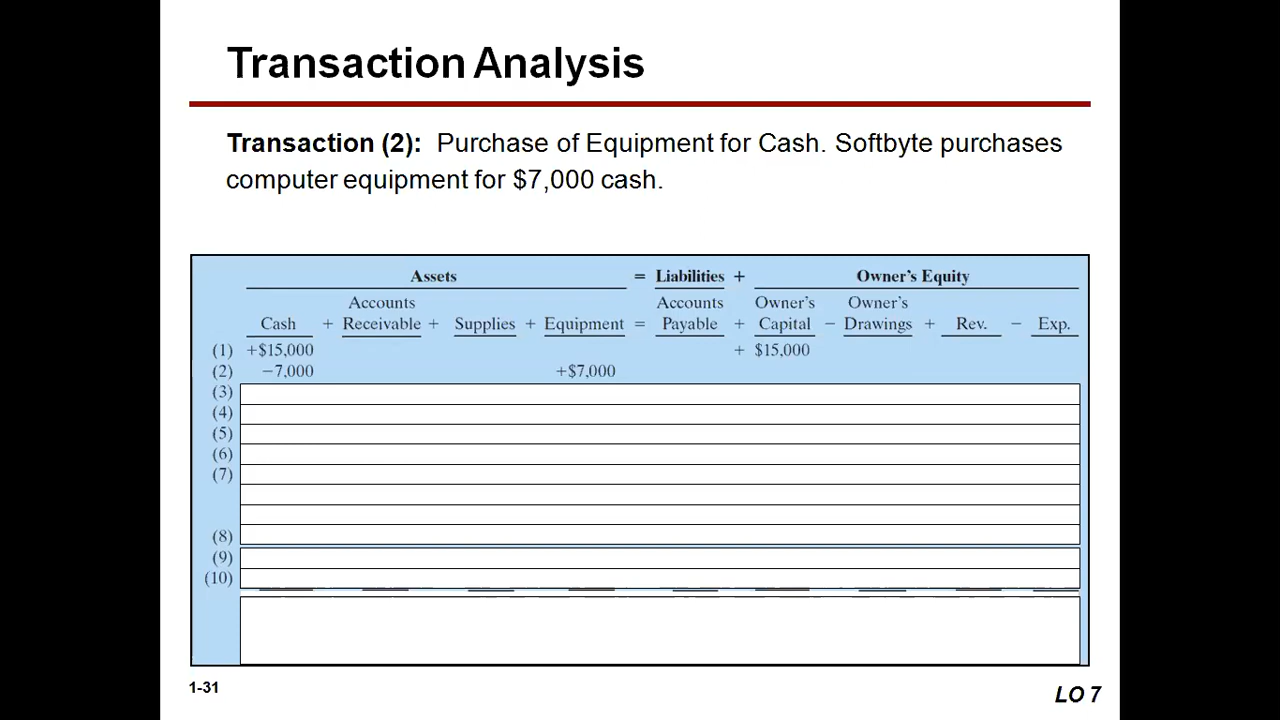 Transaction Analysis
Transaction (2): Purchase of Equipment for Cash. Softbyte purchases
computer equipment for $7,000 cash.
Assets = Liabilities + Owner's Equity
Accounts Accounts Owner's Owner's
Cash + Receivable + Supplies + Equipment = Payable + Capital − Drawings + Rev. − Exp.
(1) +$15,000 + $15,000
(2) −7,000 +$7,000
(3)
(4)
(5)
(6)
(7)
(8)
(9)
(10)
1-31
LO 7